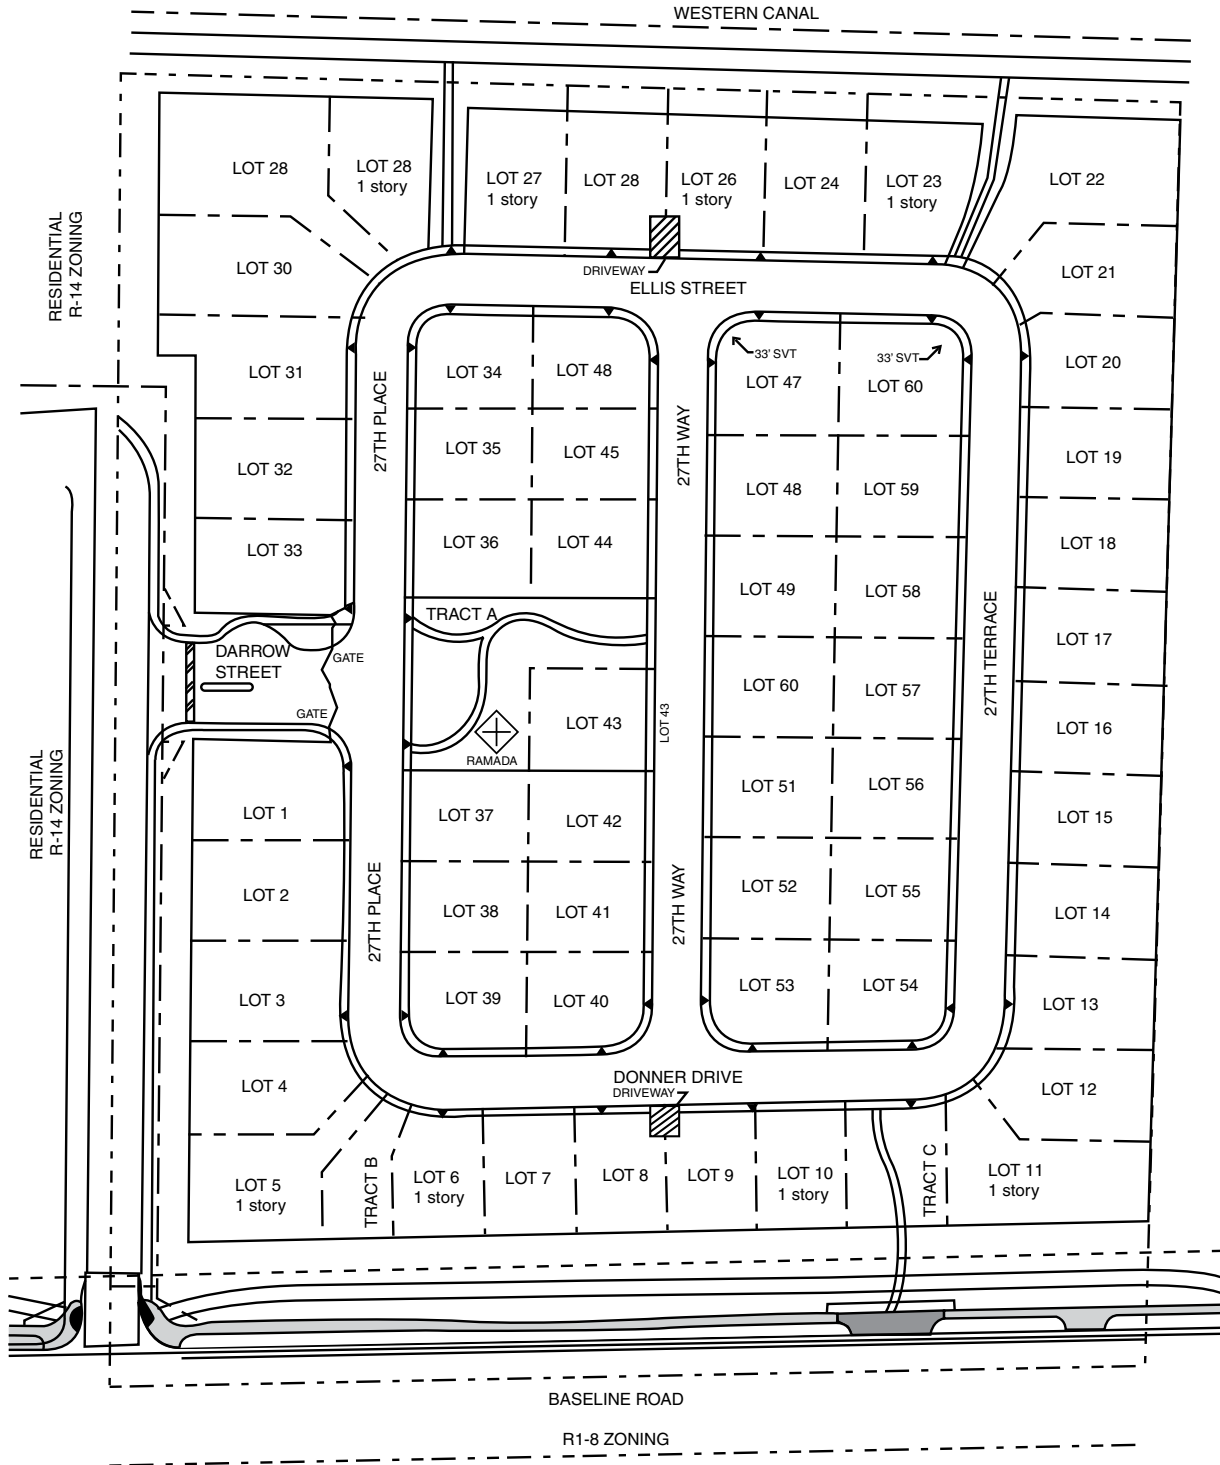 WESTERN CANAL
RESIDENTIAL
R-14 ZONING
LOT 28
LOT 28
1 story
LOT 27
1 story
LOT 28
LOT 26
1 story
LOT 24
LOT 23
1 story
LOT 22
LOT 30
DRIVEWAY
ELLIS STREET
LOT 21
LOT 31
27TH PLACE
LOT 34
LOT 48
27TH WAY
33' SVT
33' SVT
LOT 47
LOT 60
LOT 20
LOT 32
LOT 35
LOT 45
LOT 48
LOT 59
LOT 19
LOT 33
LOT 36
LOT 44
LOT 49
LOT 58
27TH TERRACE
LOT 18
TRACT A
DARROW
STREET
GATE
GATE
LOT 60
LOT 57
LOT 17
LOT 43
LOT 43
RAMADA
LOT 16
RESIDENTIAL
R-14 ZONING
LOT 1
LOT 37
LOT 42
LOT 51
LOT 56
LOT 15
LOT 2
27TH PLACE
LOT 38
LOT 41
27TH WAY
LOT 52
LOT 55
LOT 14
LOT 3
LOT 39
LOT 40
LOT 53
LOT 54
LOT 13
LOT 4
DONNER DRIVE
DRIVEWAY
LOT 12
LOT 5
1 story
TRACT B
LOT 6
1 story
LOT 7
LOT 8
LOT 9
LOT 10
1 story
TRACT C
LOT 11
1 story
BASELINE ROAD
R1-8 ZONING